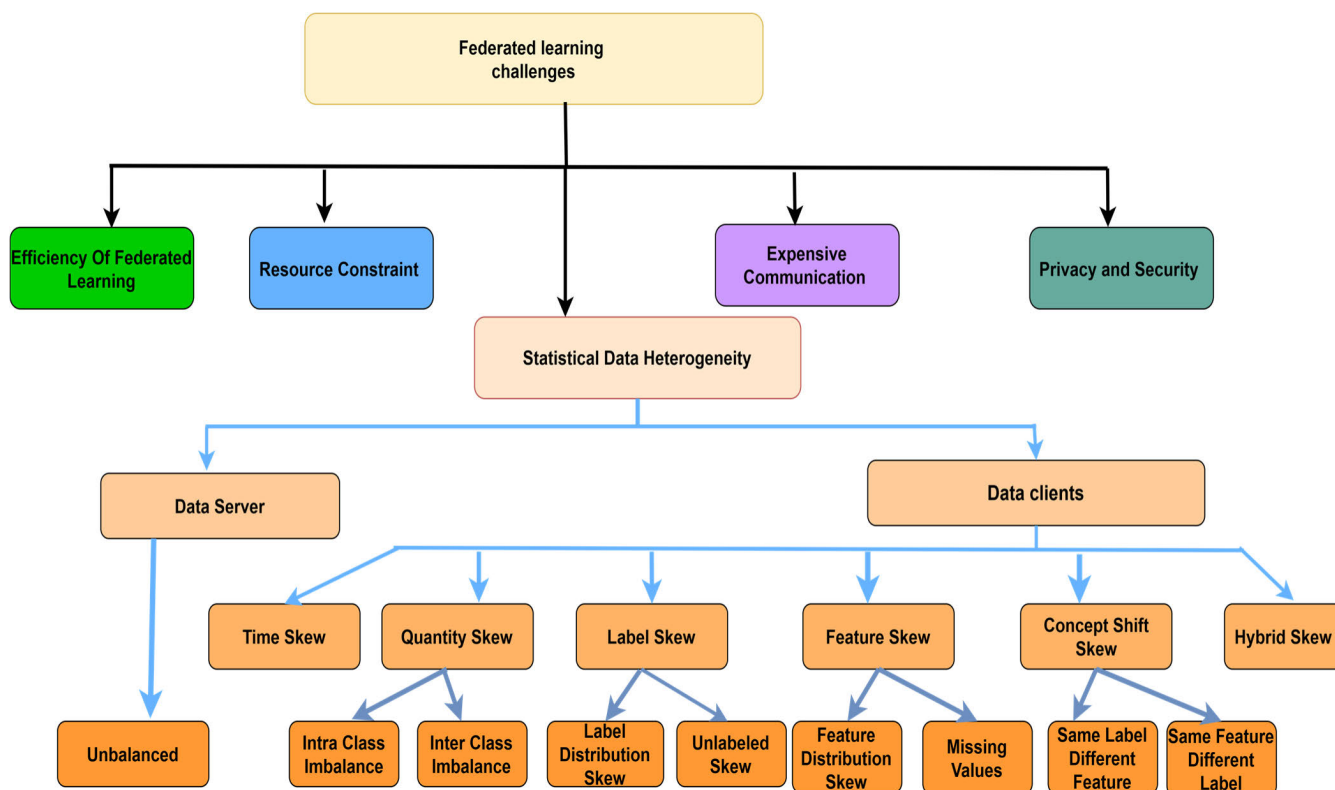 Federated learning
challenges
Efficiency Of Federated
Learning
Resource Constraint
Expensive
Communication
Privacy and Security
Statistical Data Heterogeneity
Data Server
Data clients
Time Skew
Quantity Skew
Label Skew
Feature Skew
Concept Shift
Skew
Hybrid Skew
Unbalanced
Intra Class
Imbalance
Inter Class
Imbalance
Label
Distribution
Skew
Unlabeled
Skew
Feature
Distribution
Skew
Missing
Values
Same Label
Different
Feature
Same Feature
Different
Label